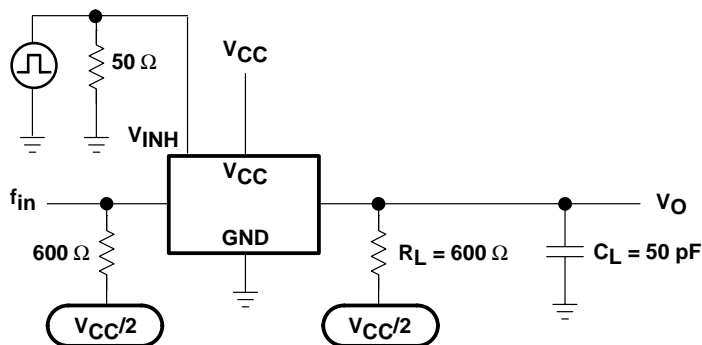 50 Ω
VCC
VINH
VCC
fin
VO
GND
600 Ω
RL = 600 Ω
CL = 50 pF
VCC/2
VCC/2